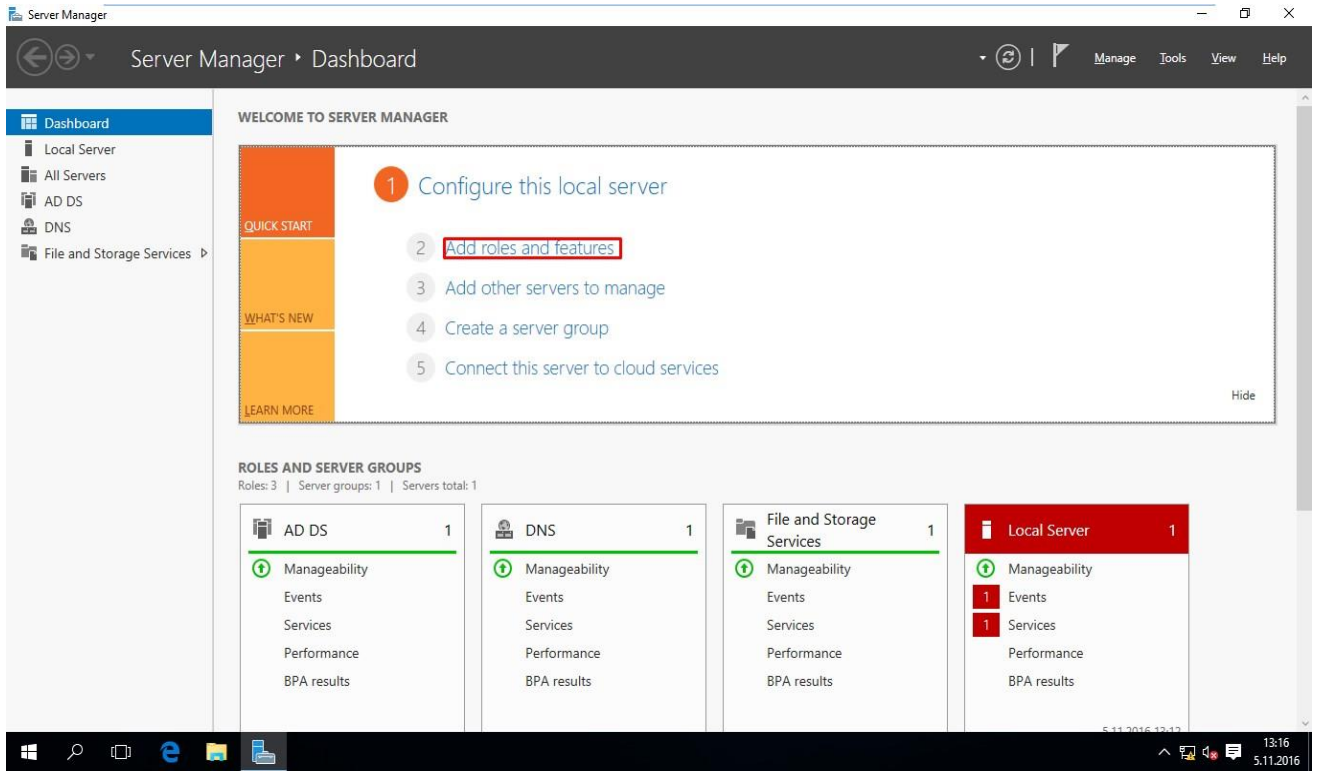 Server Manager
Server Manager • Dashboard
Manage Tools View Help
Dashboard
Local Server
All Servers
AD DS
DNS
File and Storage Services
WELCOME TO SERVER MANAGER
QUICK START
WHAT'S NEW
LEARN MORE
1 Configure this local server
2 Add roles and features
3 Add other servers to manage
4 Create a server group
5 Connect this server to cloud services
Hide
ROLES AND SERVER GROUPS
Roles: 3 | Server groups: 1 | Servers total: 1
AD DS 1
Manageability
Events
Services
Performance
BPA results
DNS 1
Manageability
Events
Services
Performance
BPA results
File and Storage
Services 1
Manageability
Events
Services
Performance
BPA results
Local Server 1
Manageability
1 Events
1 Services
Performance
BPA results
5.11.2016 13:12
13:16
5.11.2016